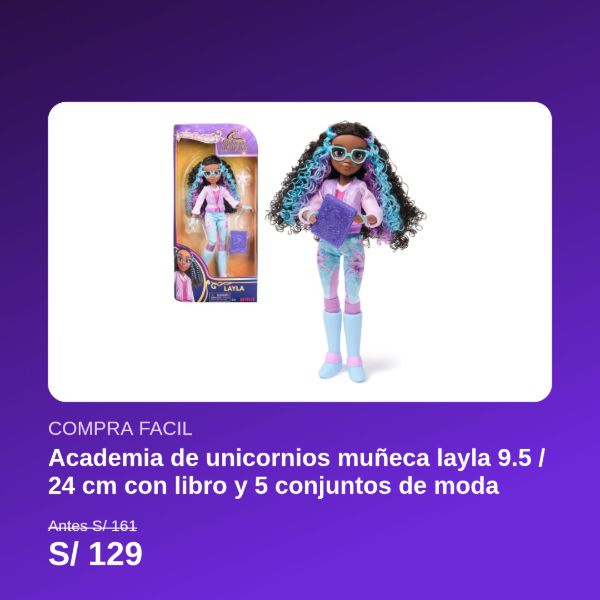 LAYLA
COMPRA FACIL
Academia de unicornios muñeca layla 9.5 /
24 cm con libro y 5 conjuntos de moda
Antes S/ 161
S/ 129